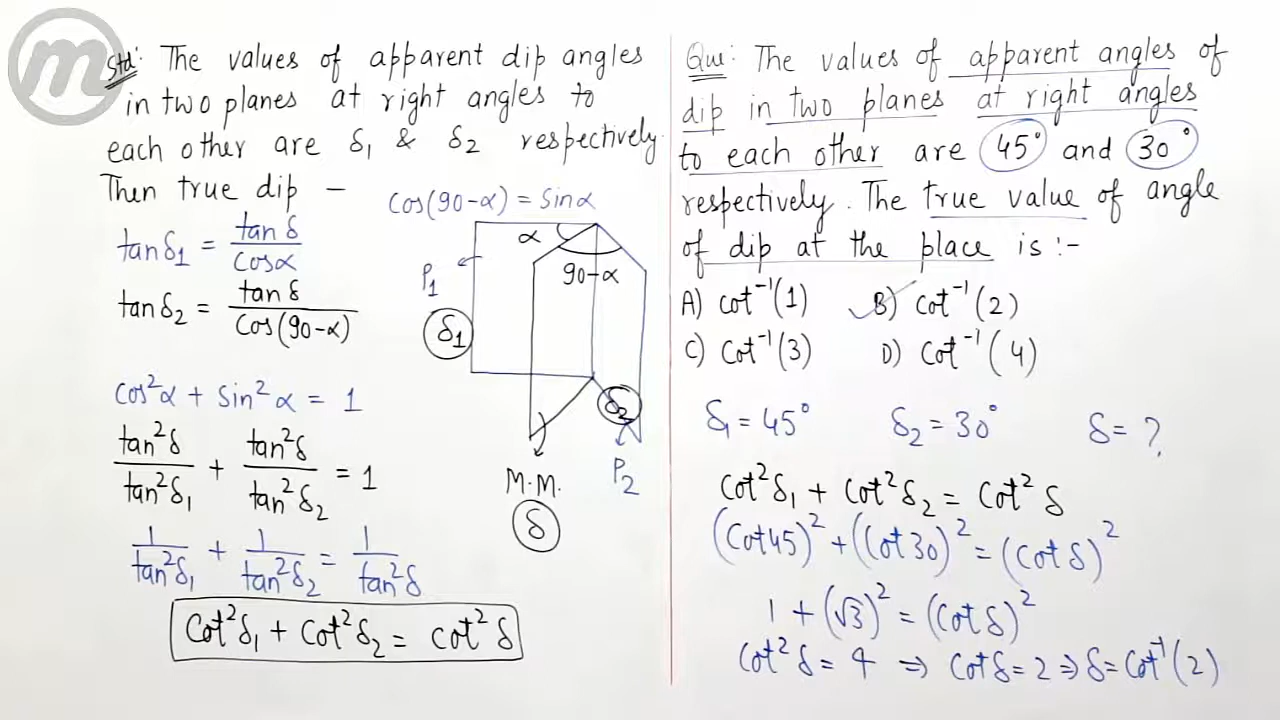 m
Std: The values of apparent dip angles
in two planes at right angles to
each other are δ₁ & δ₂ respectively.
Then true dip –
tanδ₁ = tanδ / cosα
tanδ₂ = tanδ / cos(90-α)
cos(90-α) = sinα
α
90-α
P₁
δ₁
δ₂
P₂
M.M.
δ
cos²α + sin²α = 1
tan²δ / tan²δ₁ + tan²δ / tan²δ₂ = 1
1 / tan²δ₁ + 1 / tan²δ₂ = 1 / tan²δ
cot²δ₁ + cot²δ₂ = cot²δ
Que: The values of apparent angles of
dip in two planes at right angles
to each other are 45° and 30°
respectively. The true value of angle
of dip at the place is :-
A) cot⁻¹(1) B) cot⁻¹(2)
C) cot⁻¹(3) D) cot⁻¹(4)
δ₁ = 45° δ₂ = 30° δ = ?
cot²δ₁ + cot²δ₂ = cot²δ
(cot45)² + (cot30)² = (cotδ)²
1 + (√3)² = (cotδ)²
cot²δ = 4 ⇒ cotδ = 2 ⇒ δ = cot⁻¹(2)